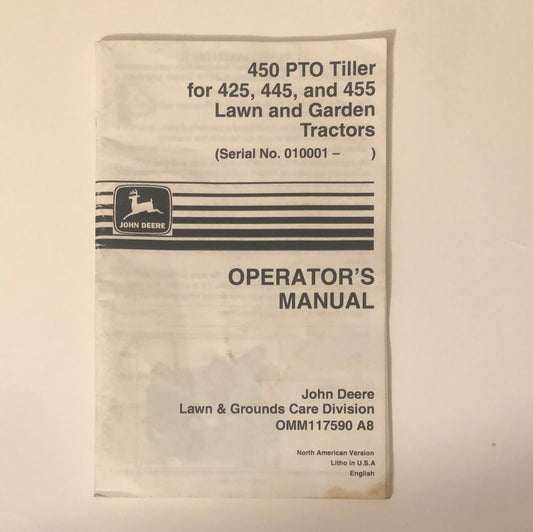 450 PTO Tiller
for 425, 445, and 455
Lawn and Garden
Tractors
(Serial No. 010001 – )
JOHN DEERE
OPERATOR'S
MANUAL
John Deere
Lawn & Grounds Care Division
OMM117590 A8
North American Version
Litho in U.S.A
English